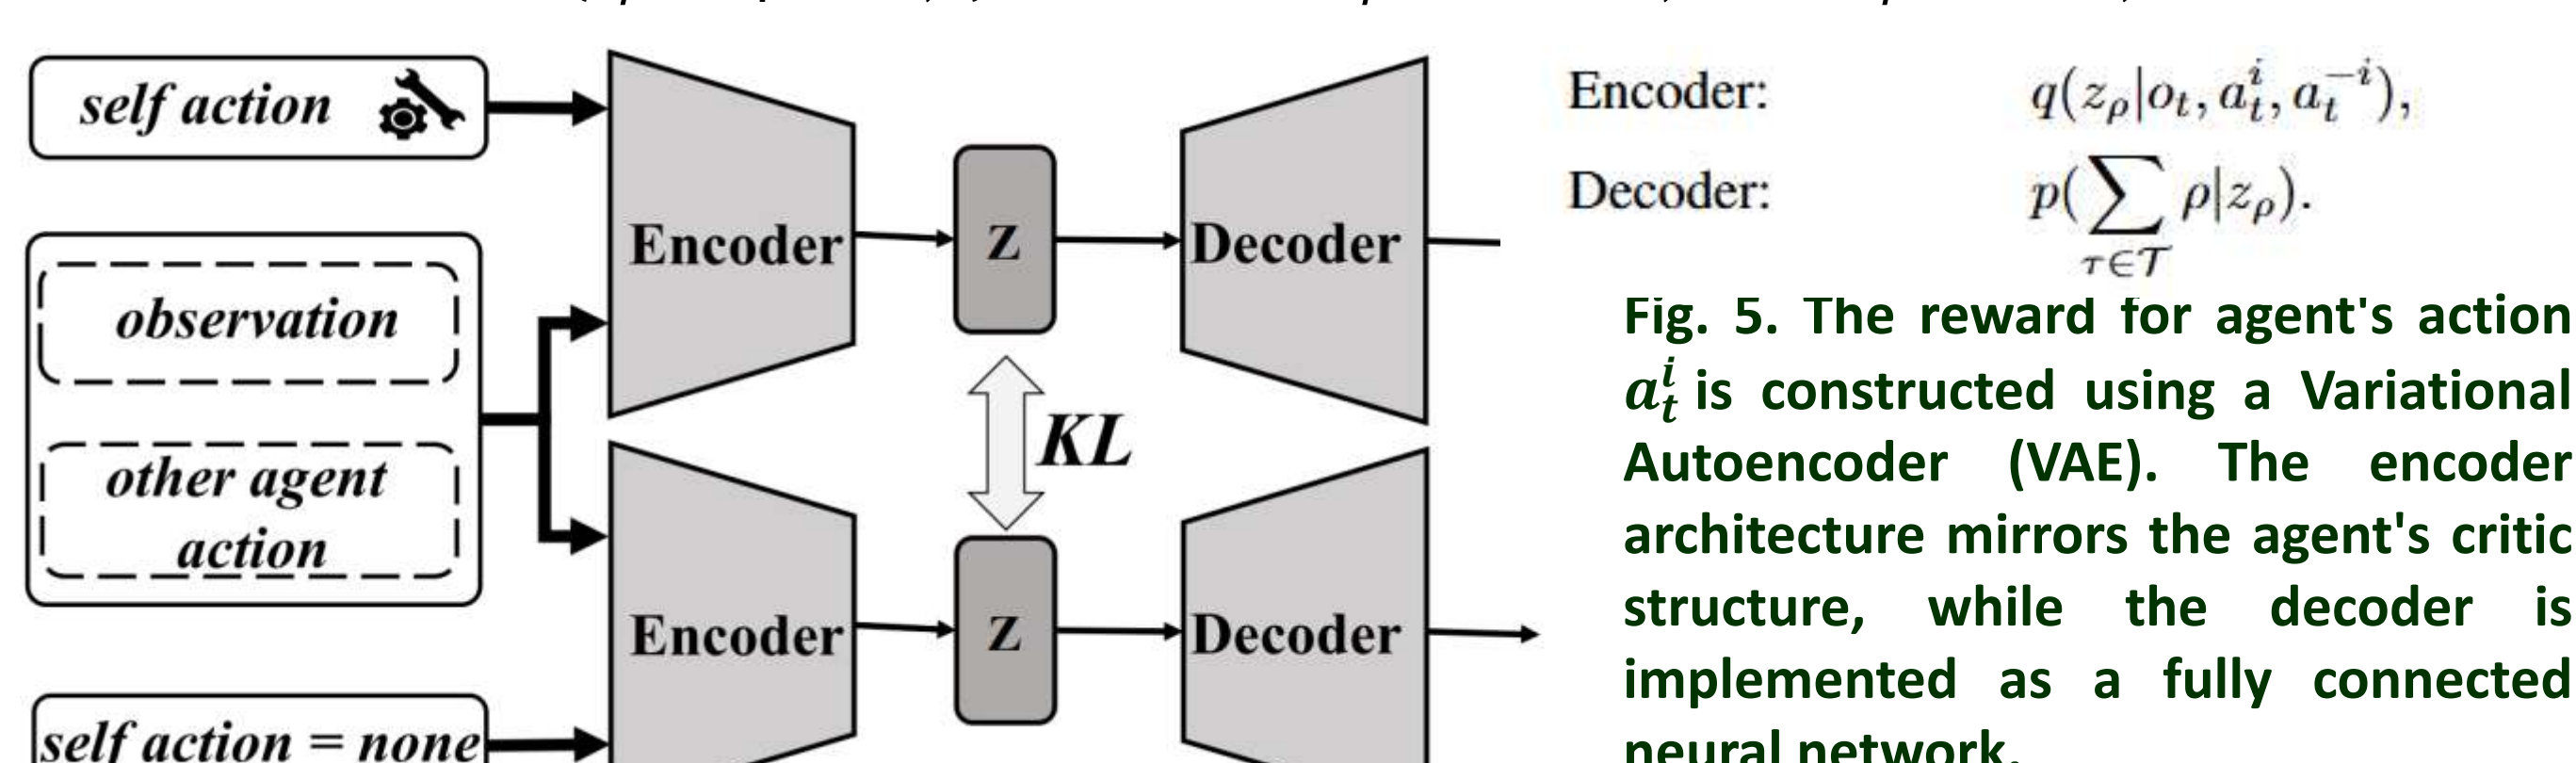 self action
observation
other agent
action
self action = none
Encoder
Z
Decoder
KL
Encoder
Z
Decoder
Encoder: q(z_ρ|o_t, a_t^i, a_t^{-i}),
Decoder: p(∑_{τ∈𝒯} ρ|z_ρ).
Fig. 5. The reward for agent's action
a_t^i is constructed using a Variational
Autoencoder (VAE). The encoder
architecture mirrors the agent's critic
structure, while the decoder is
implemented as a fully connected
neural network.